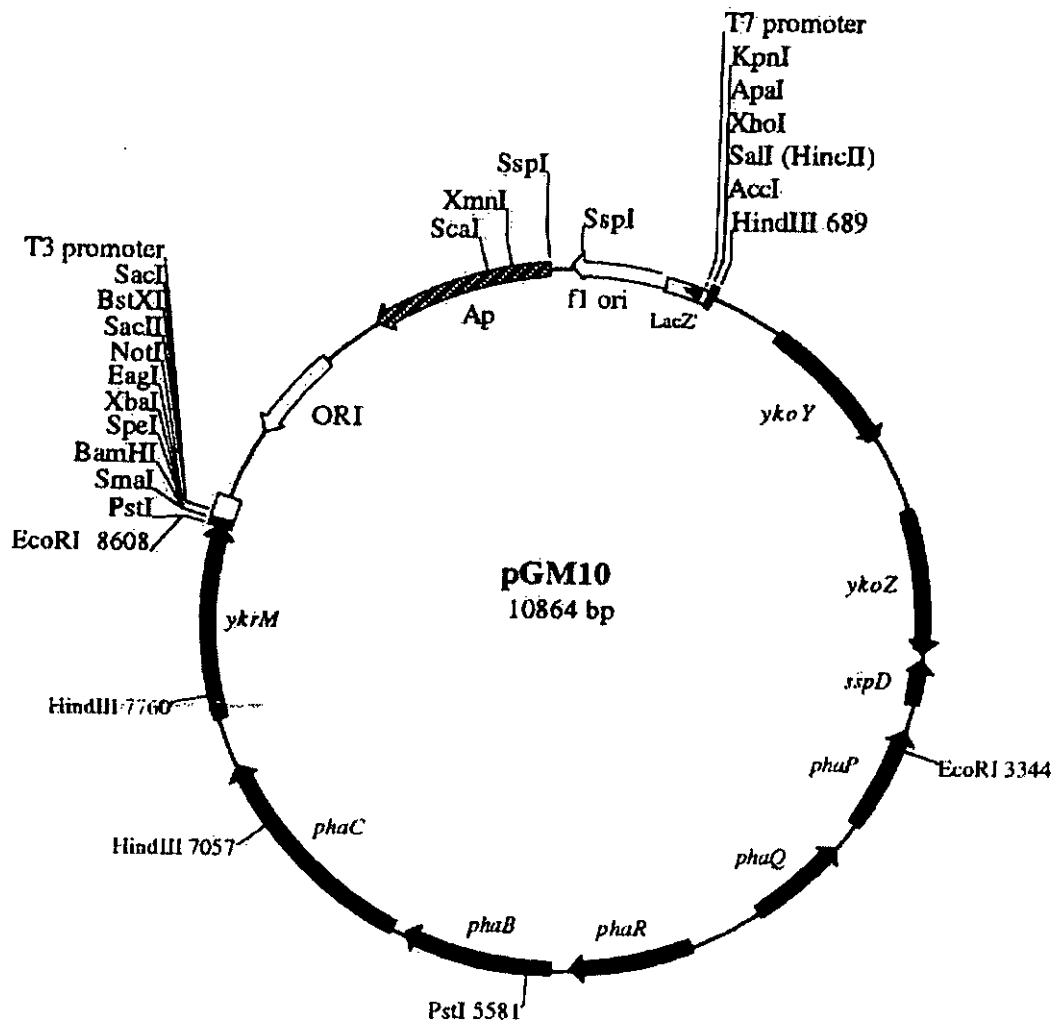 T7 promoter
KpnI
ApaI
XhoI
SalI (HincII)
AccI
HindIII 689
SspI
XmnI
ScaI
SspI
T3 promoter
SacI
BstXI
SacII
NotI
EagI
XbaI
SpeI
BamHI
SmaI
PstI
EcoRI 8608
Ap
f1 ori
LacZ'
ORI
ykoY
pGM10
10864 bp
ykoZ
ykrM
sspD
HindIII 7760
phaP
EcoRI 3344
phaC
HindIII 7057
phaQ
phaB
phaR
PstI 5581